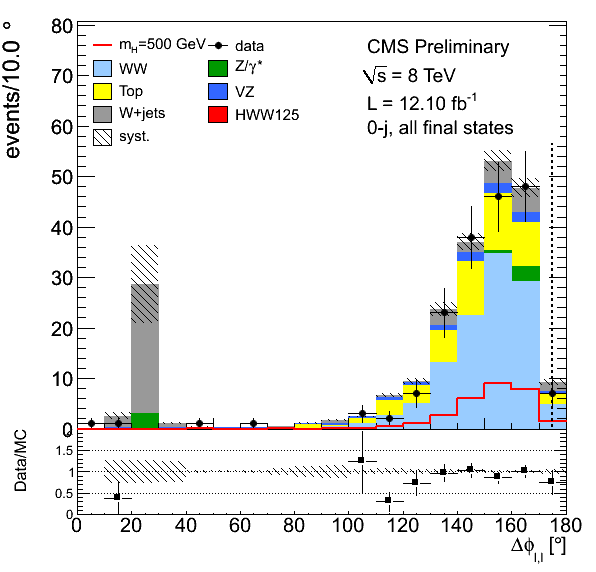 events/10.0 °
80
70
60
50
40
30
20
10
0
m_H=500 GeV
data
WW
Z/γ*
Top
VZ
W+jets
HWW125
syst.
CMS Preliminary
√s = 8 TeV
L = 12.10 fb⁻¹
0-j, all final states
Data/MC
2
1.5
1
0.5
0
0 20 40 60 80 100 120 140 160 180
Δϕ_l,l [°]